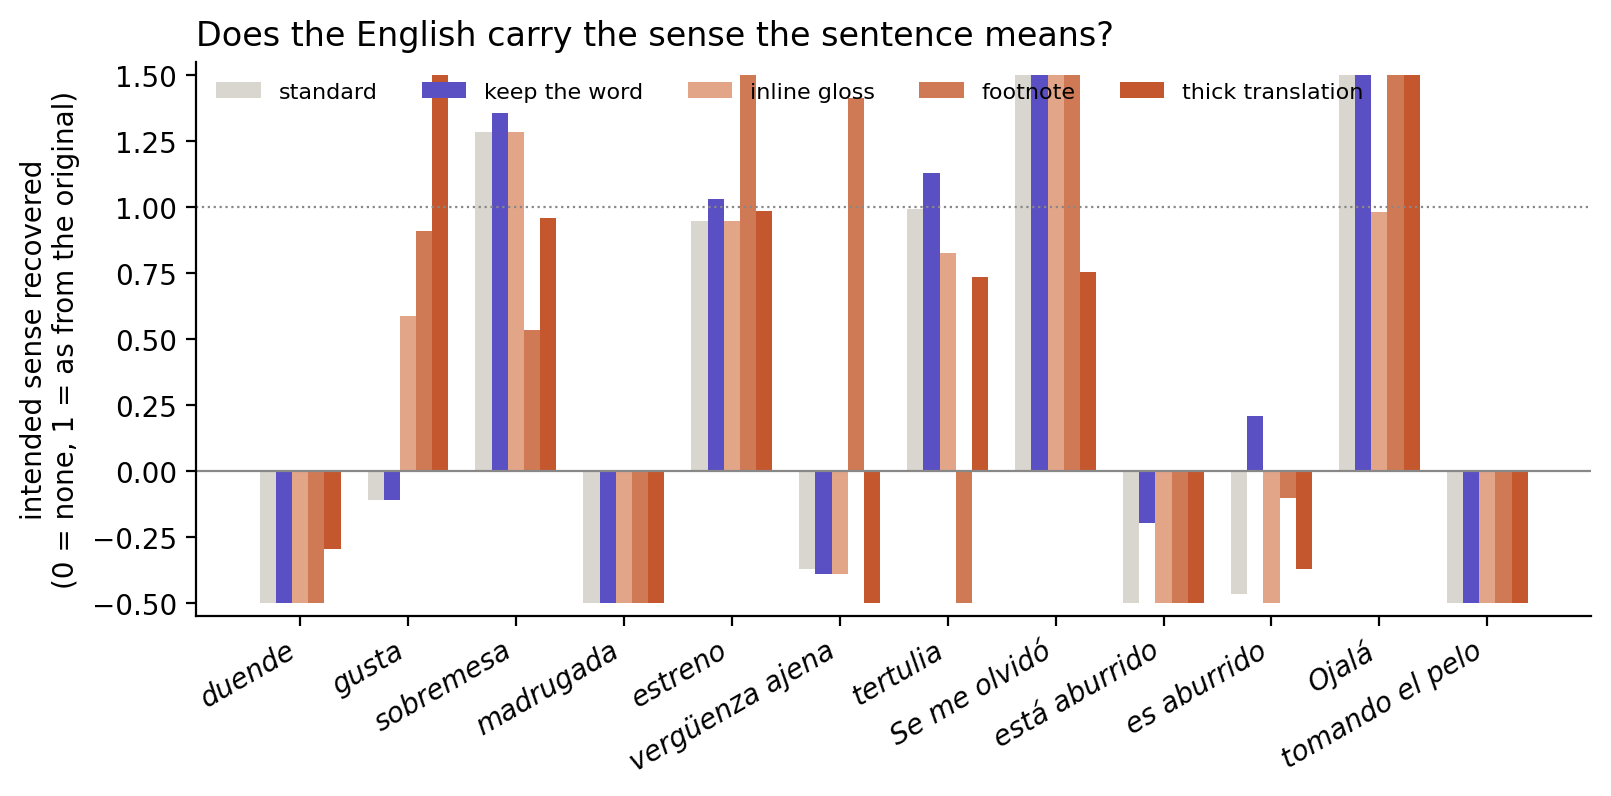 Does the English carry the sense the sentence means?
standard
keep the word
inline gloss
footnote
thick translation
intended sense recovered
(0 = none, 1 = as from the original)
1.50
1.25
1.00
0.75
0.50
0.25
0.00
−0.25
−0.50
duende
gusta
sobremesa
madrugada
estreno
vergüenza ajena
tertulia
Se me olvidó
está aburrido
es aburrido
Ojalá
tomando el pelo